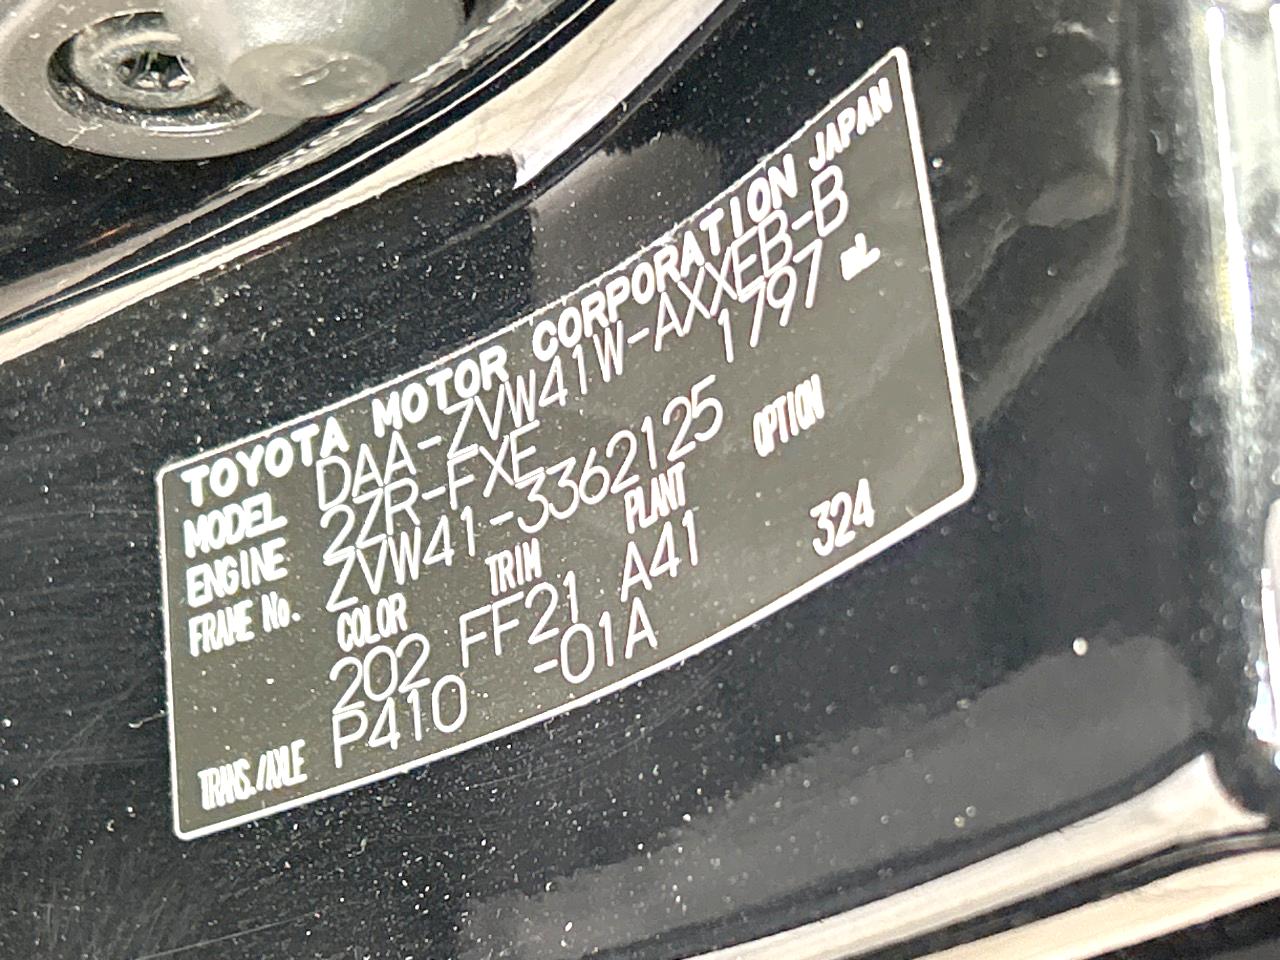 TOYOTA MOTOR CORPORATION JAPAN
MODEL DAA-ZVW41W-AXXEB-B
ENGINE 2ZR-FXE 1797 mL
FRAME No. ZVW41-3362125
COLOR TRIM PLANT OPTION
202 FF21 A41 324
TRANS./AXLE P410 -01A